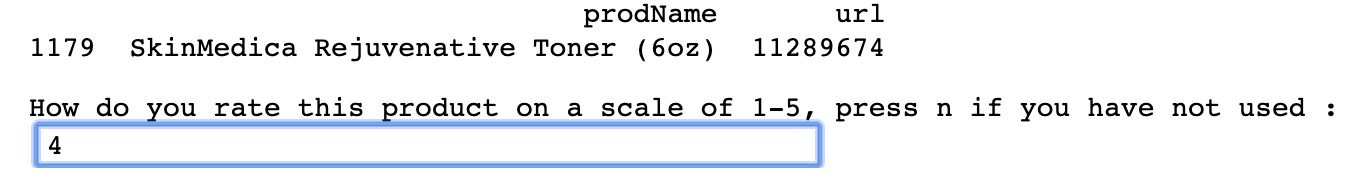 prodName url
1179 SkinMedica Rejuvenative Toner (6oz) 11289674
How do you rate this product on a scale of 1-5, press n if you have not used :
4